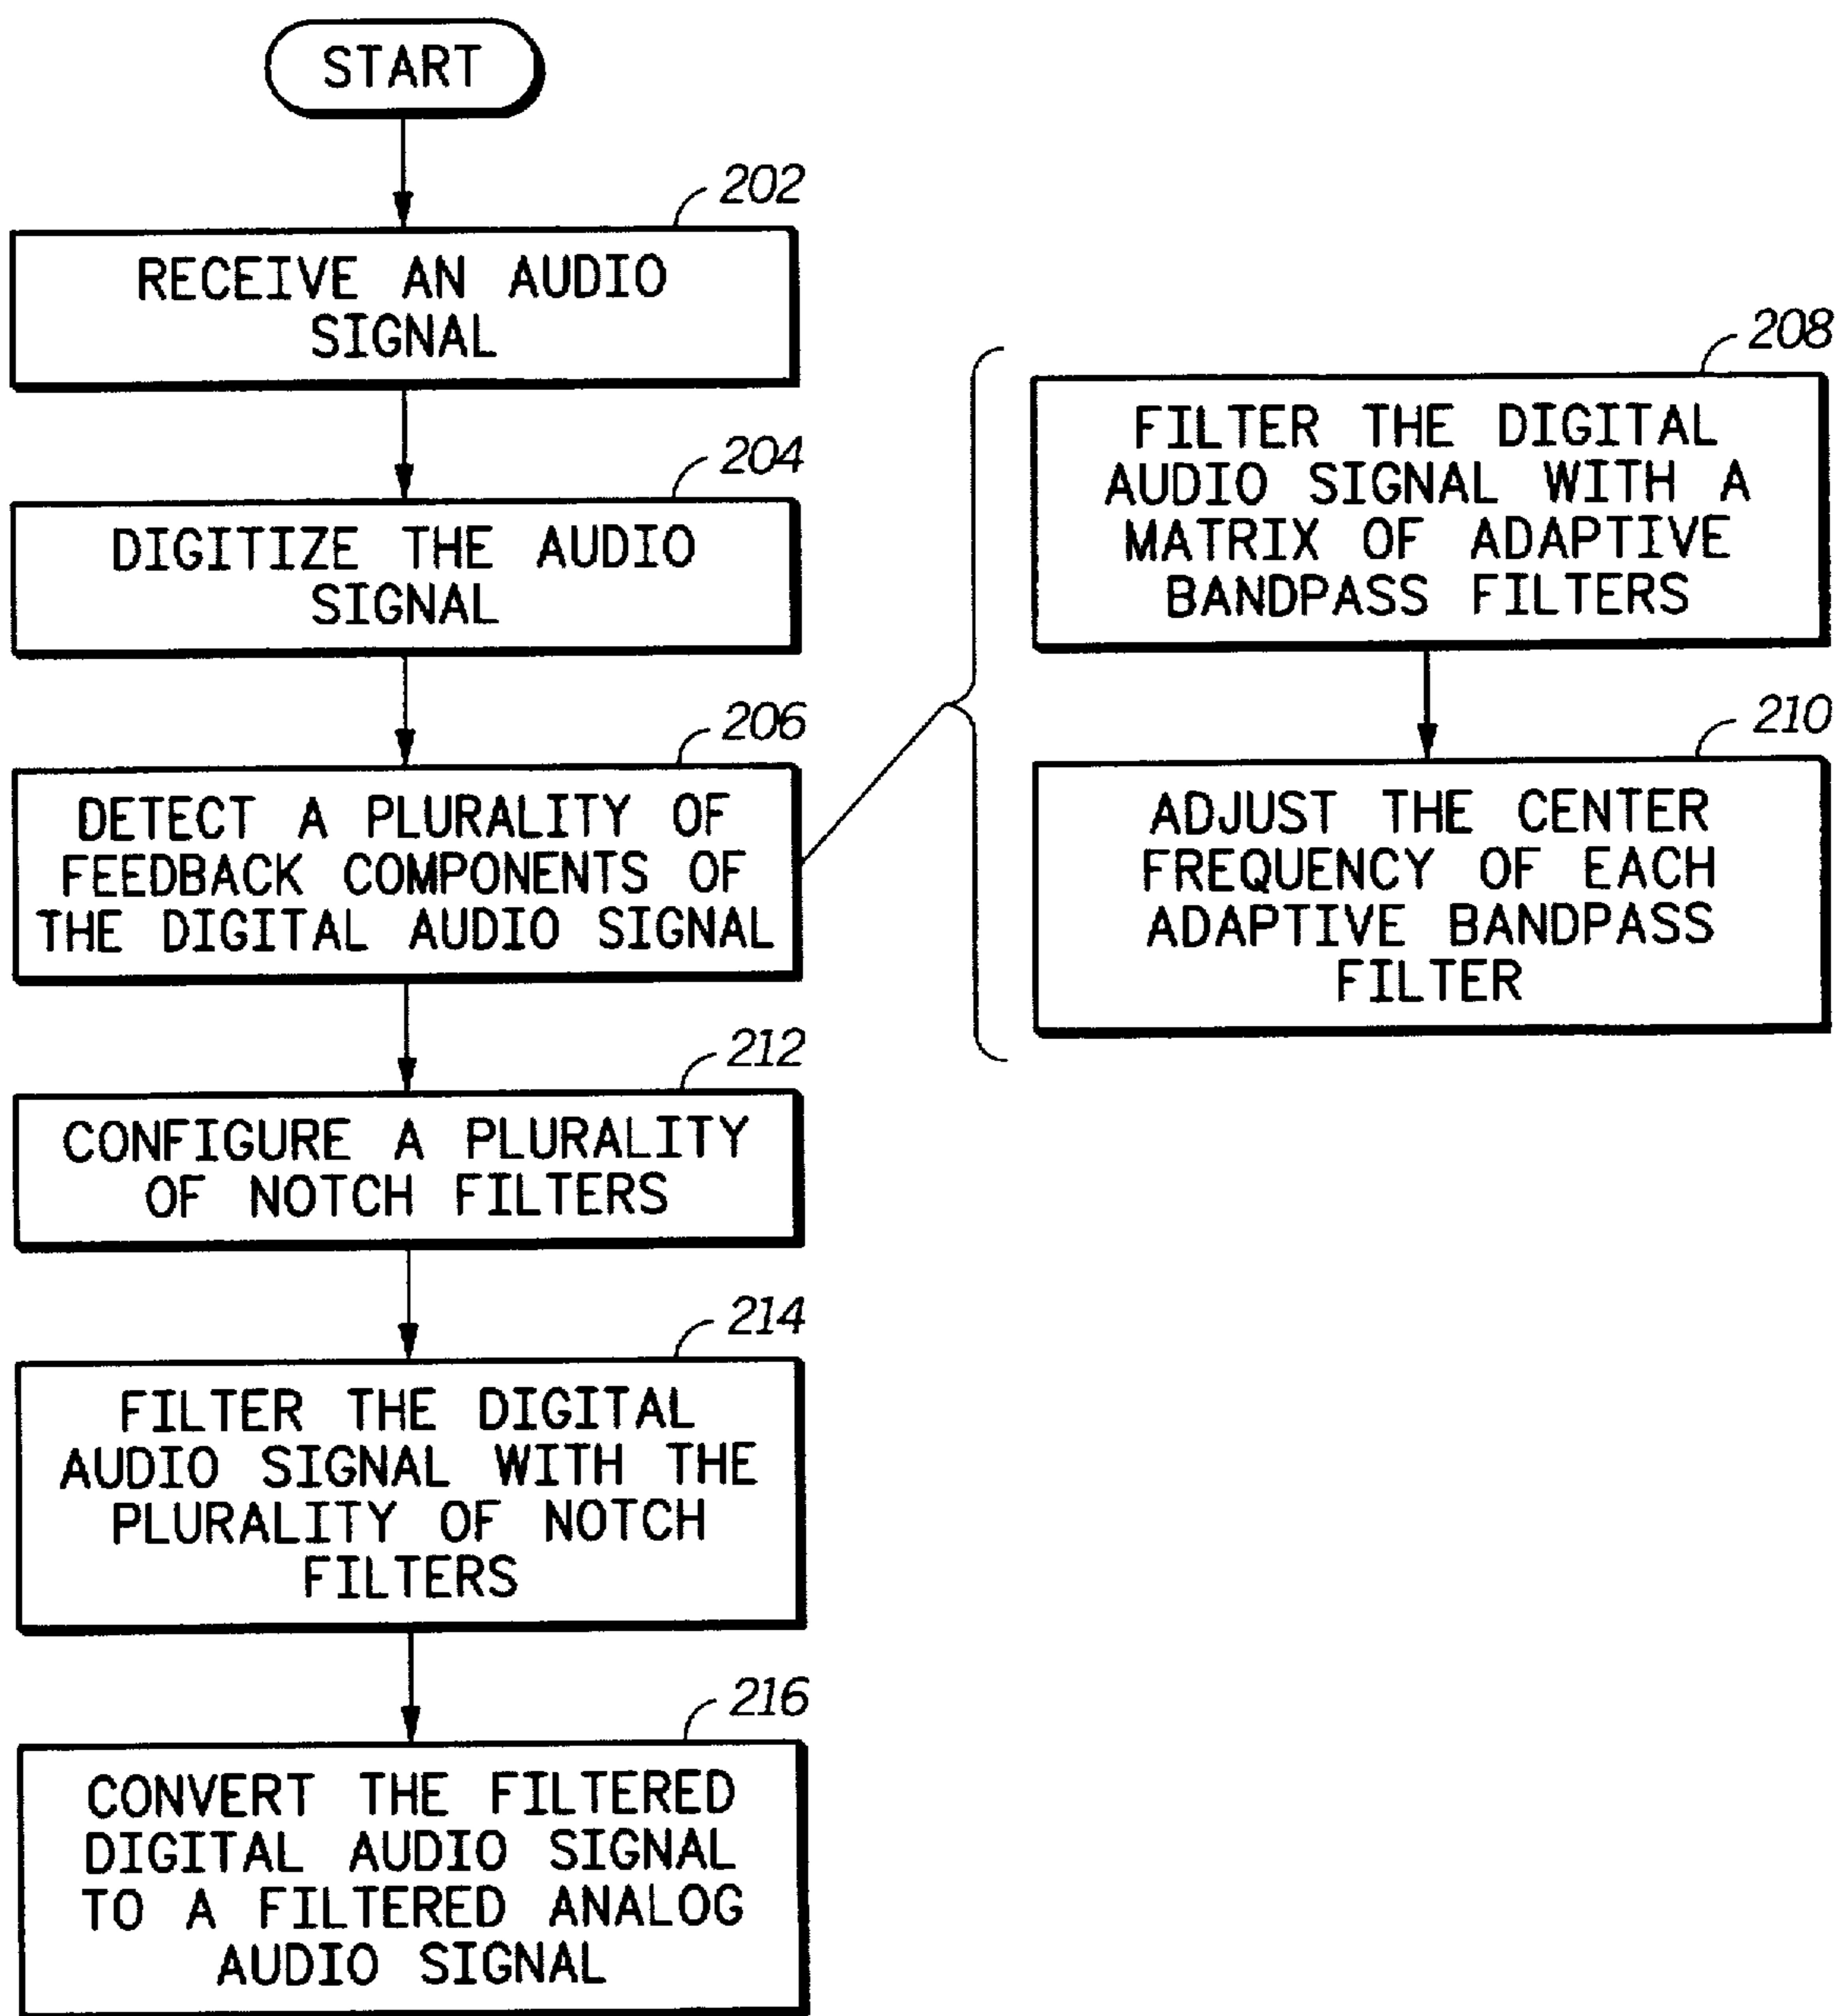 START
202
RECEIVE AN AUDIO
SIGNAL
204
DIGITIZE THE AUDIO
SIGNAL
206
DETECT A PLURALITY OF
FEEDBACK COMPONENTS OF
THE DIGITAL AUDIO SIGNAL
208
FILTER THE DIGITAL
AUDIO SIGNAL WITH A
MATRIX OF ADAPTIVE
BANDPASS FILTERS
210
ADJUST THE CENTER
FREQUENCY OF EACH
ADAPTIVE BANDPASS
FILTER
212
CONFIGURE A PLURALITY
OF NOTCH FILTERS
214
FILTER THE DIGITAL
AUDIO SIGNAL WITH THE
PLURALITY OF NOTCH
FILTERS
216
CONVERT THE FILTERED
DIGITAL AUDIO SIGNAL
TO A FILTERED ANALOG
AUDIO SIGNAL